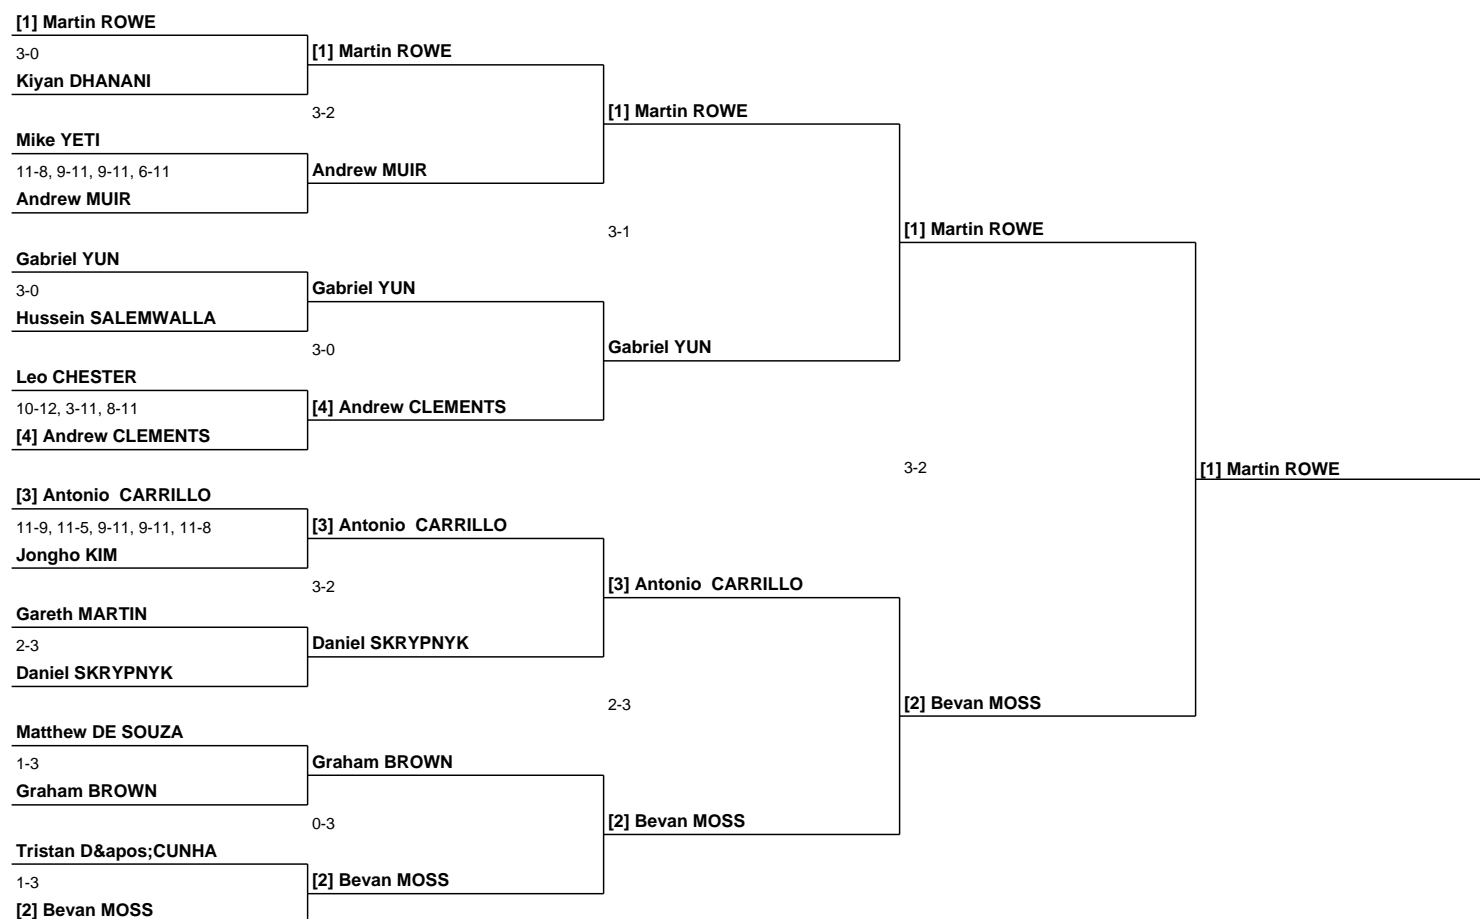 [1] Martin ROWE
3-0
Kiyan DHANANI
Mike YETI
11-8, 9-11, 9-11, 6-11
Andrew MUIR
Gabriel YUN
3-0
Hussein SALEMWALLA
Leo CHESTER
10-12, 3-11, 8-11
[4] Andrew CLEMENTS
[3] Antonio  CARRILLO
11-9, 11-5, 9-11, 9-11, 11-8
Jongho KIM
Gareth MARTIN
2-3
Daniel SKRYPNYK
Matthew DE SOUZA
1-3
Graham BROWN
Tristan D&apos;CUNHA
1-3
[2] Bevan MOSS
[1] Martin ROWE
3-2
Andrew MUIR
Gabriel YUN
3-0
[4] Andrew CLEMENTS
[3] Antonio  CARRILLO
3-2
Daniel SKRYPNYK
Graham BROWN
0-3
[2] Bevan MOSS
[1] Martin ROWE
3-1
Gabriel YUN
[3] Antonio  CARRILLO
2-3
[2] Bevan MOSS
[1] Martin ROWE
3-2
[2] Bevan MOSS
[1] Martin ROWE